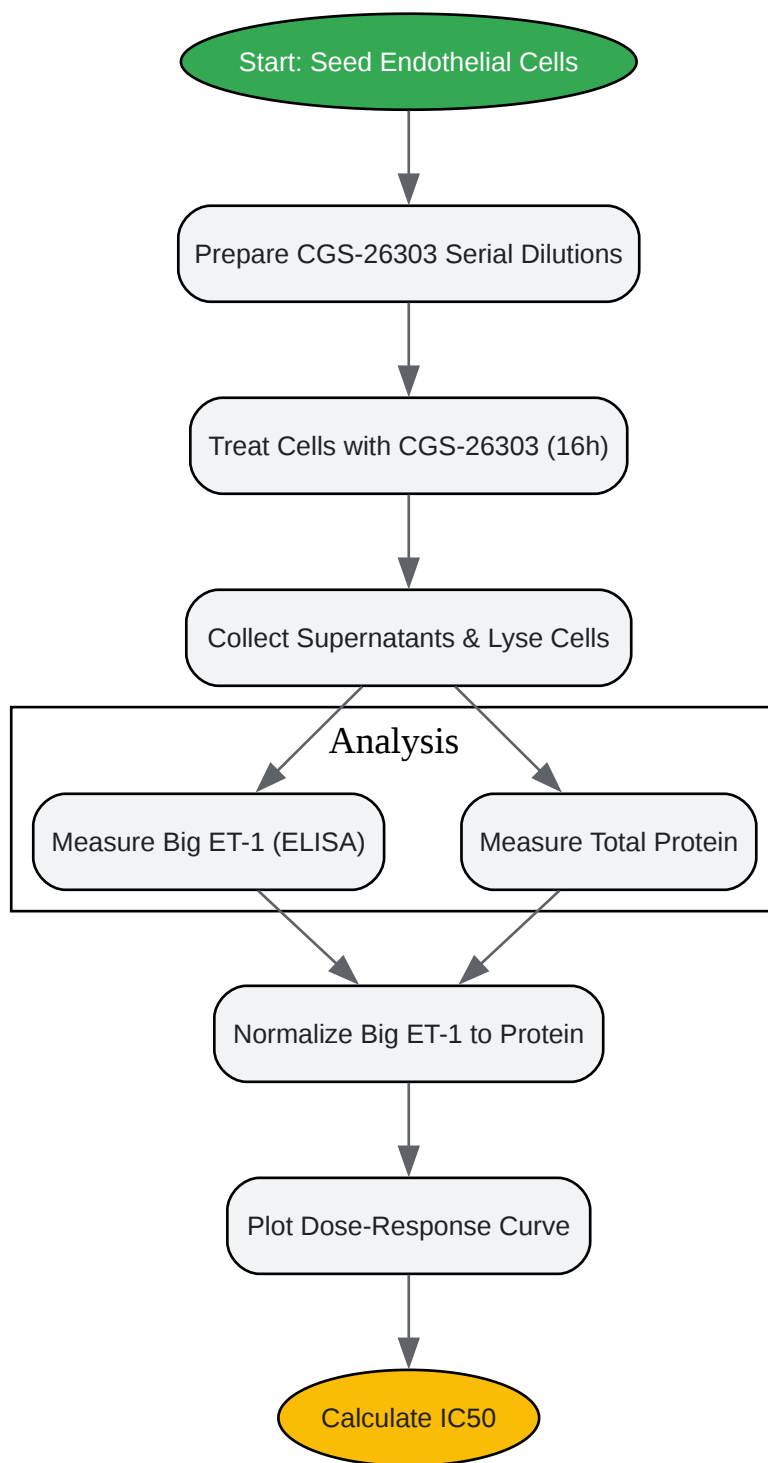 Start: Seed Endothelial Cells
Prepare CGS-26303 Serial Dilutions
Treat Cells with CGS-26303 (16h)
Collect Supernatants & Lyse Cells
Analysis
Measure Big ET-1 (ELISA)
Measure Total Protein
Normalize Big ET-1 to Protein
Plot Dose-Response Curve
Calculate IC50